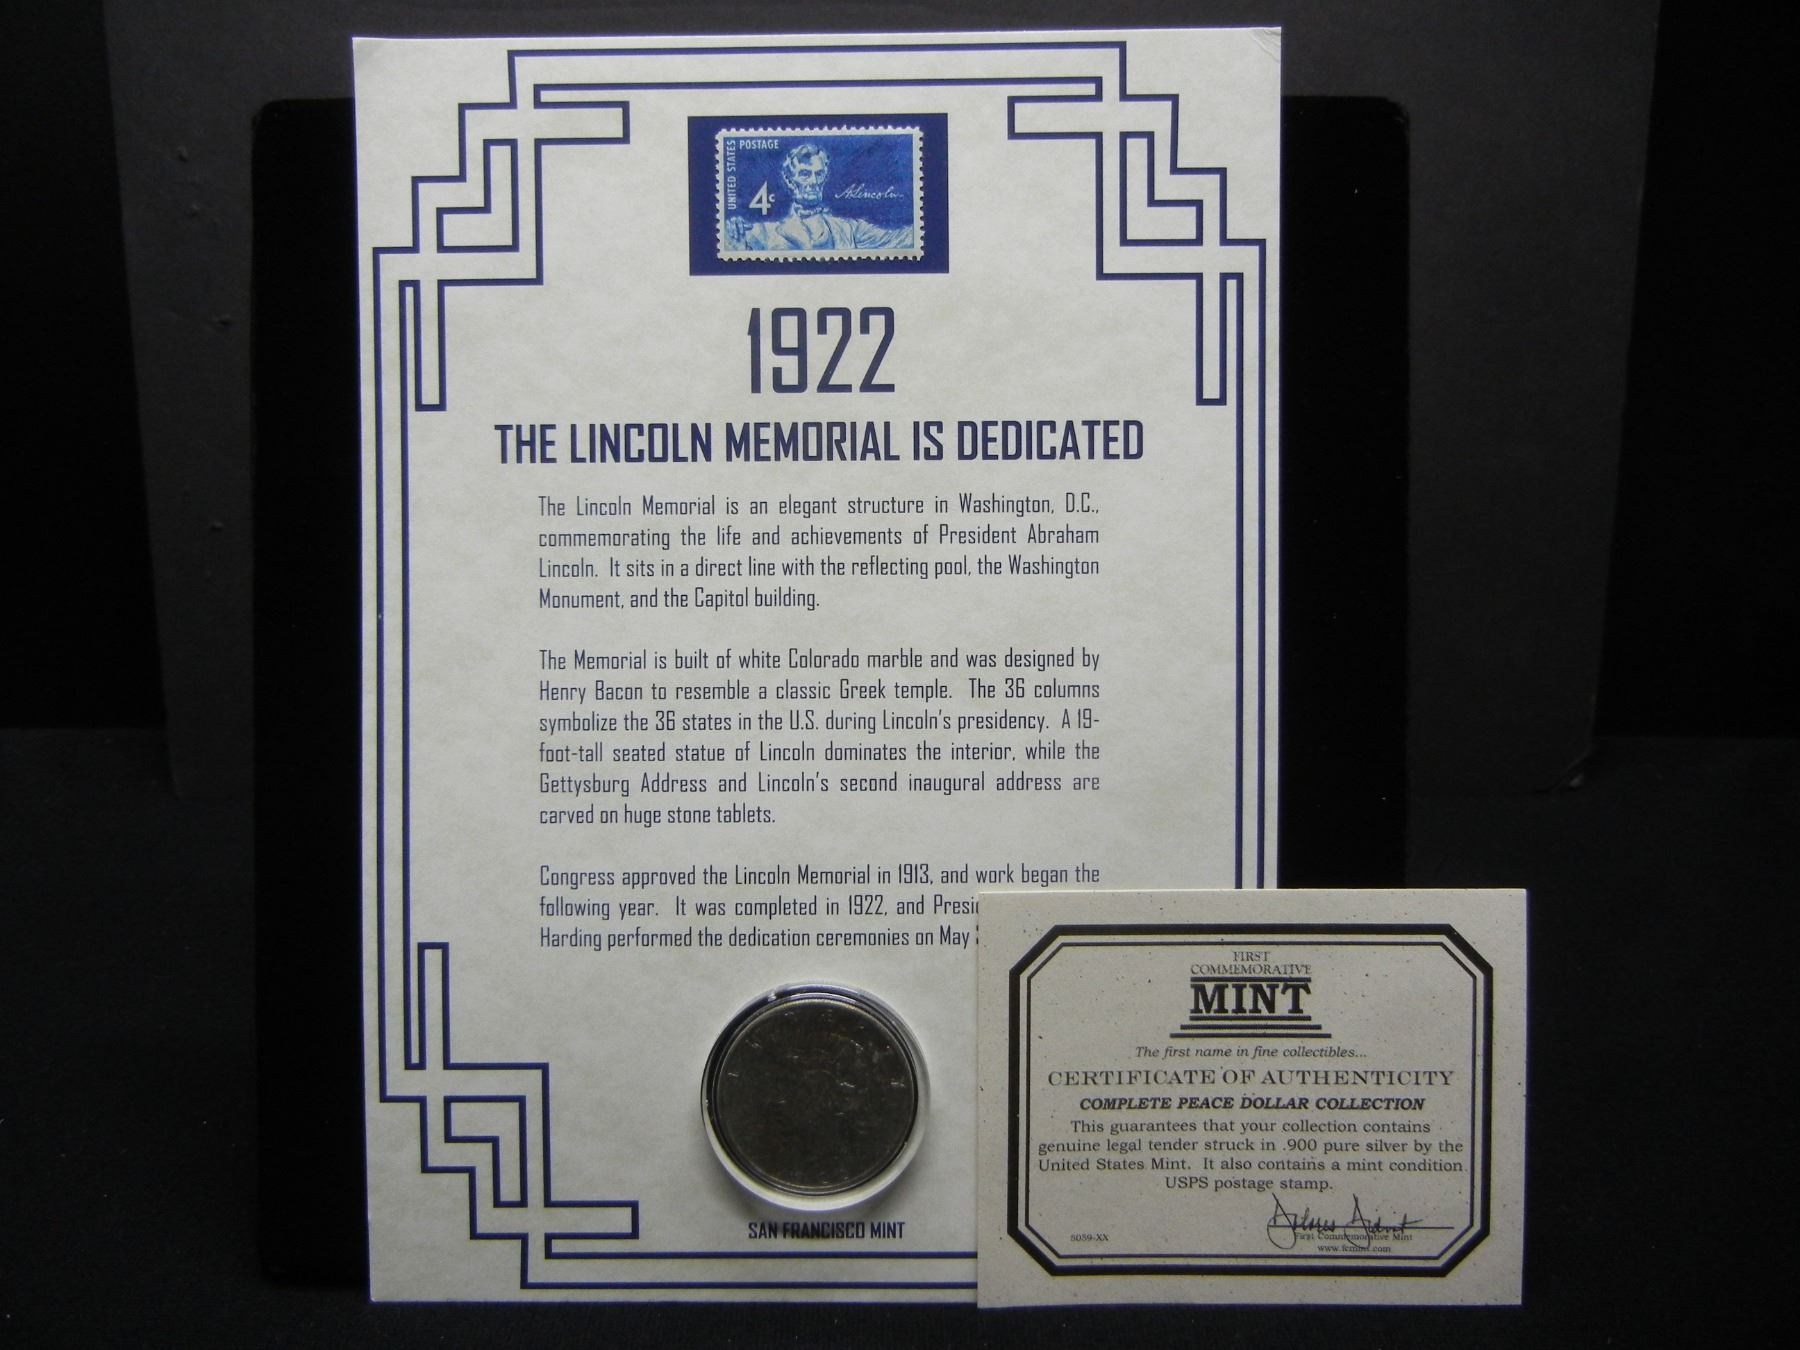 UNITED STATES
POSTAGE
4c
A. Lincoln
1922
THE LINCOLN MEMORIAL IS DEDICATED
The Lincoln Memorial is an elegant structure in Washington, D.C.,
commemorating the life and achievements of President Abraham
Lincoln. It sits in a direct line with the reflecting pool, the Washington
Monument, and the Capitol building.
The Memorial is built of white Colorado marble and was designed by
Henry Bacon to resemble a classic Greek temple. The 36 columns
symbolize the 36 states in the U.S. during Lincoln's presidency. A 19-
foot-tall seated statue of Lincoln dominates the interior, while the
Gettysburg Address and Lincoln's second inaugural address are
carved on huge stone tablets.
Congress approved the Lincoln Memorial in 1913, and work began the
following year. It was completed in 1922, and Presi
Harding performed the dedication ceremonies on May
SAN FRANCISCO MINT
FIRST
COMMEMORATIVE
MINT
The first name in fine collectibles...
CERTIFICATE OF AUTHENTICITY
COMPLETE PEACE DOLLAR COLLECTION
This guarantees that your collection contains
genuine legal tender struck in .900 pure silver by the
United States Mint. It also contains a mint condition
USPS postage stamp.
5059-XX
First Commemorative Mint
www.fcmint.com